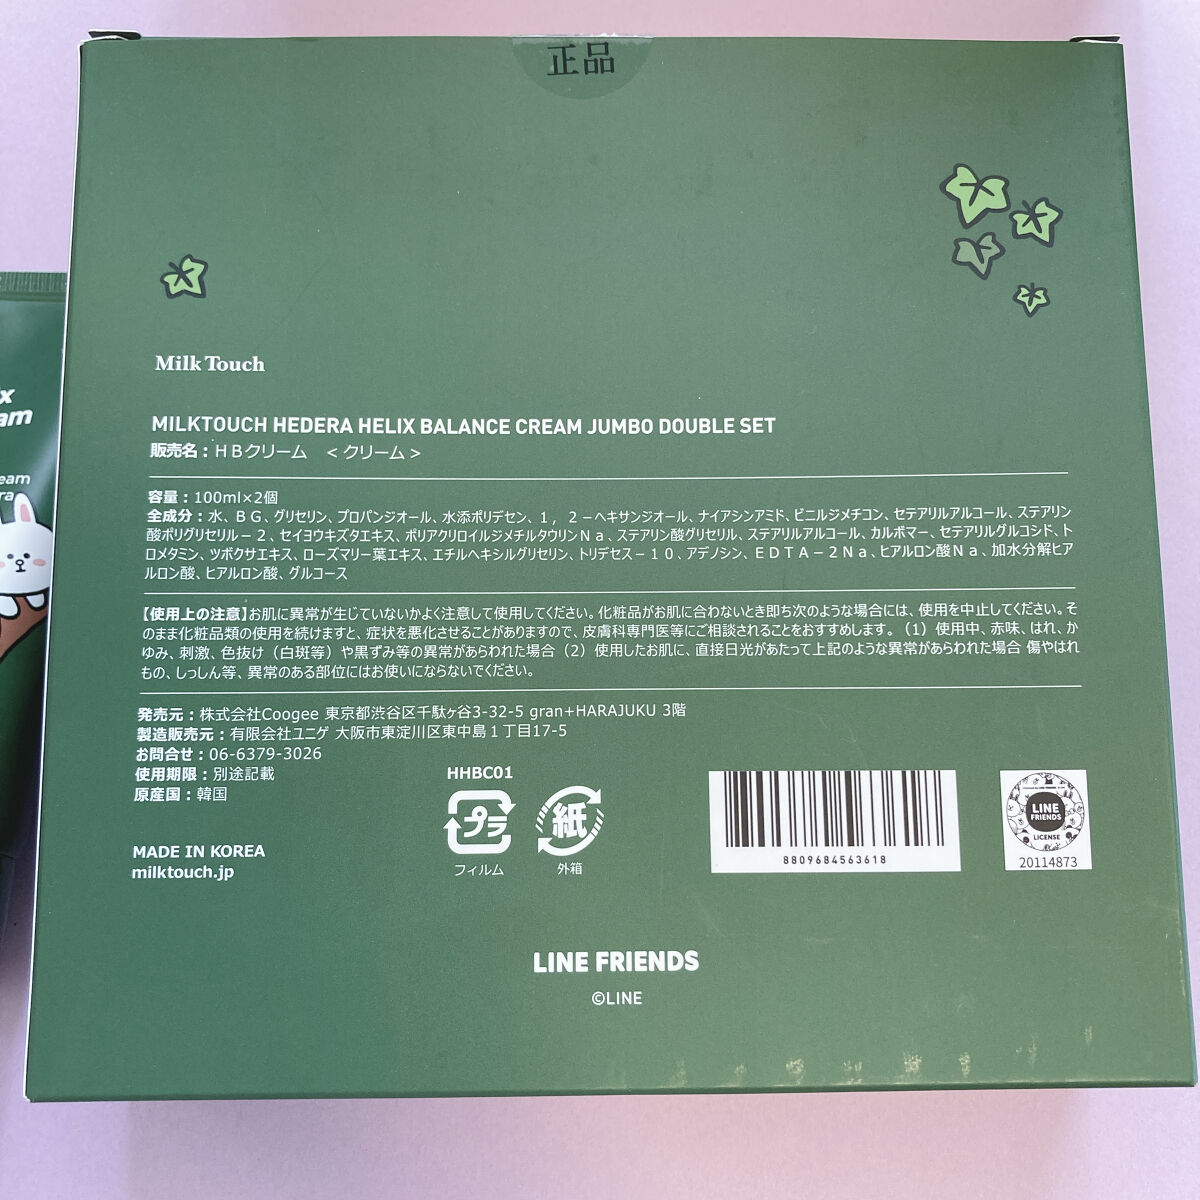 正品
x
am
eam
ra
Milk Touch
MILKTOUCH HEDERA HELIX BALANCE CREAM JUMBO DOUBLE SET
販売名：ＨＢクリーム ＜クリーム＞
容量：100ml×2個
全成分：水、ＢＧ、グリセリン、プロパンジオール、水添ポリデセン、１，２－ヘキサンジオール、ナイアシンアミド、ビニルジメチコン、セテアリルアルコール、ステアリン
酸ポリグリセリル－２、セイヨウキズタエキス、ポリアクリロイルジメチルタウリンＮａ、ステアリン酸グリセリル、ステアリルアルコール、カルボマー、セテアリルグルコシド、ト
ロメタミン、ツボクサエキス、ローズマリー葉エキス、エチルヘキシルグリセリン、トリデセス－１０、アデノシン、ＥＤＴＡ－２Ｎａ、ヒアルロン酸Ｎａ、加水分解ヒア
ルロン酸、ヒアルロン酸、グルコース
【使用上の注意】お肌に異常が生じていないかよく注意して使用してください。化粧品がお肌に合わないとき即ち次のような場合には、使用を中止してください。そ
のまま化粧品類の使用を続けますと、症状を悪化させることがありますので、皮膚科専門医等にご相談されることをおすすめします。（1）使用中、赤味、はれ、か
ゆみ、刺激、色抜け（白斑等）や黒ずみ等の異常があらわれた場合（2）使用したお肌に、直接日光があたって上記のような異常があらわれた場合 傷やはれ
もの、しっしん等、異常のある部位にはお使いにならないでください。
発売元：株式会社Coogee 東京都渋谷区千駄ヶ谷3-32-5 gran+HARAJUKU 3階
製造販売元：有限会社ユニゲ 大阪市東淀川区東中島１丁目17-5
お問合せ：06-6379-3026
使用期限：別途記載
原産国：韓国
MADE IN KOREA
milktouch.jp
HHBC01
プラ
フィルム
紙
外箱
8809684563618
LINE
FRIENDS
LICENSE
20114873
LINE FRIENDS
©LINE